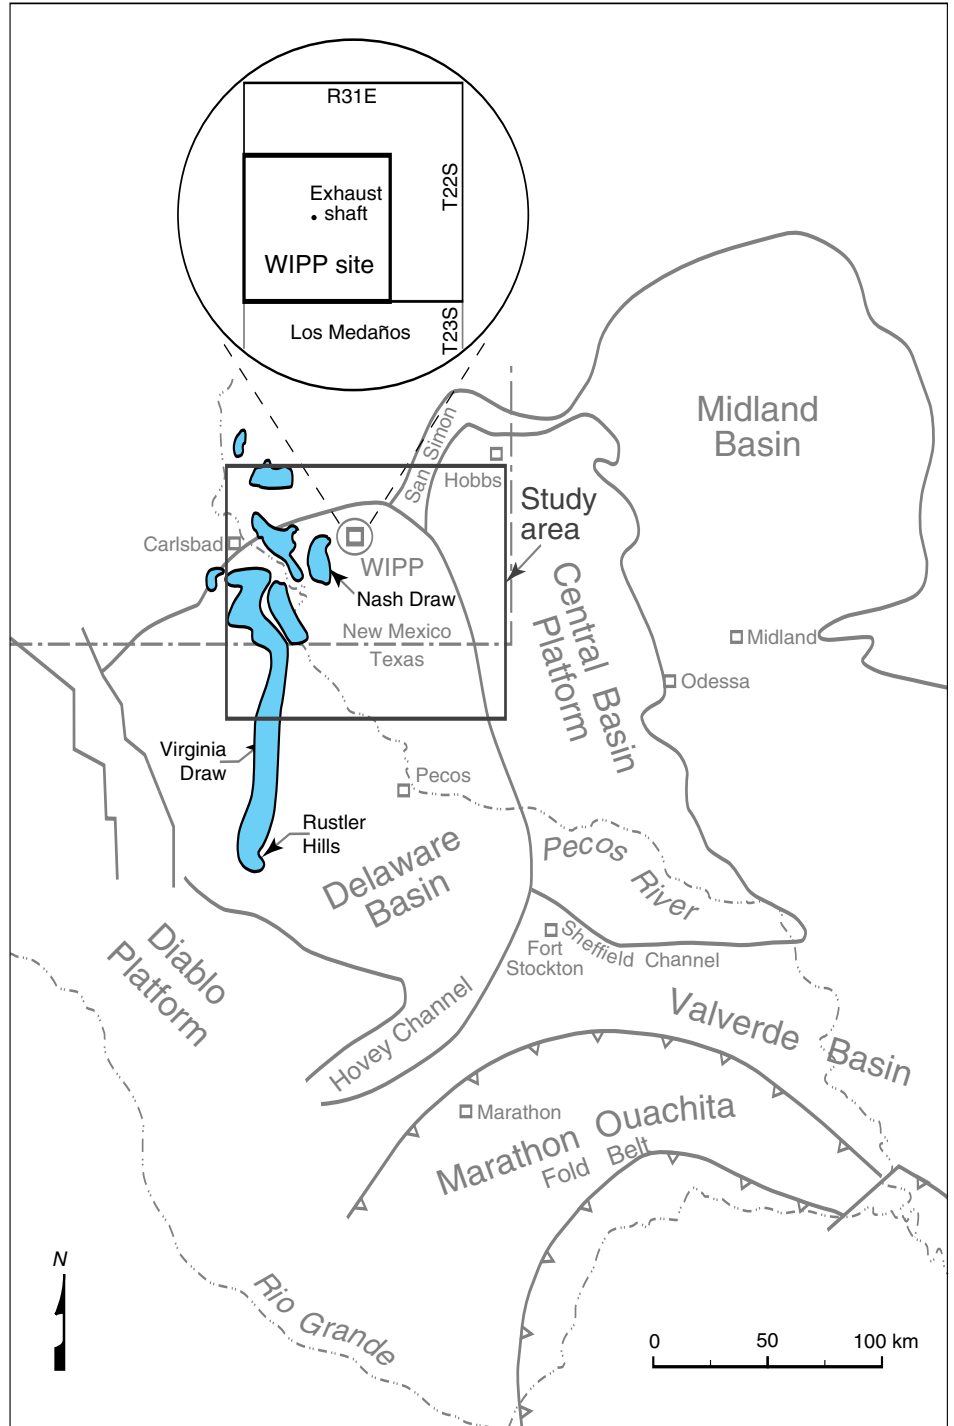 R31E
T22S
Exhaust
shaft
WIPP site
Los Medaños
T23S
Midland
Basin
San Simon
Hobbs
Study
area
Carlsbad
WIPP
Nash Draw
Central Basin
Platform
New Mexico
Texas
Midland
Odessa
Virginia
Draw
Pecos
Rustler
Hills
Delaware
Basin
Pecos
River
Diablo
Platform
Fort
Stockton
Sheffield Channel
Hovey Channel
Valverde Basin
Marathon
Marathon Ouachita
Fold Belt
N
Rio Grande
0 50 100 km